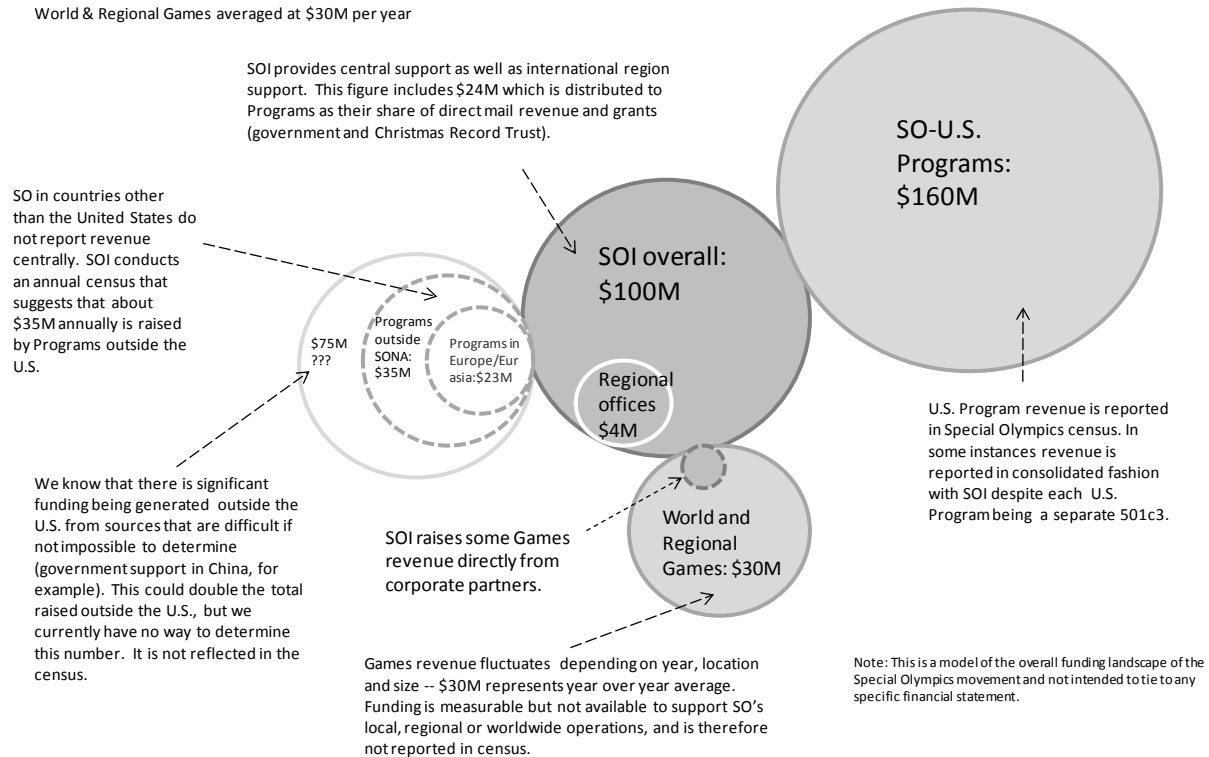 World & Regional Games averaged at $30M per year
SOI provides central support as well as international region
support. This figure includes $24M which is distributed to
Programs as their share of direct mail revenue and grants
(government and Christmas Record Trust).
SO-U.S.
Programs:
$160M
SO in countries other
than the United States do
not report revenue
centrally. SOI conducts
an annual census that
suggests that about
$35M annually is raised
by Programs outside the
U.S.
SOI overall:
$100M
$75M
???
Programs
outside
SONA:
$35M
Programs in
Europe/Eur
asia:$23M
Regional
offices
$4M
U.S. Program revenue is reported
in Special Olympics census. In
some instances revenue is
reported in consolidated fashion
with SOI despite each U.S.
Program being a separate 501c3.
We know that there is significant
funding being generated outside the
U.S. from sources that are difficult if
not impossible to determine
(government support in China, for
example). This could double the total
raised outside the U.S., but we
currently have no way to determine
this number. It is not reflected in the
census.
SOI raises some Games
revenue directly from
corporate partners.
World and
Regional
Games: $30M
Games revenue fluctuates depending on year, location
and size -- $30M represents year over year average.
Funding is measurable but not available to support SO's
local, regional or worldwide operations, and is therefore
not reported in census.
Note: This is a model of the overall funding landscape of the
Special Olympics movement and not intended to tie to any
specific financial statement.